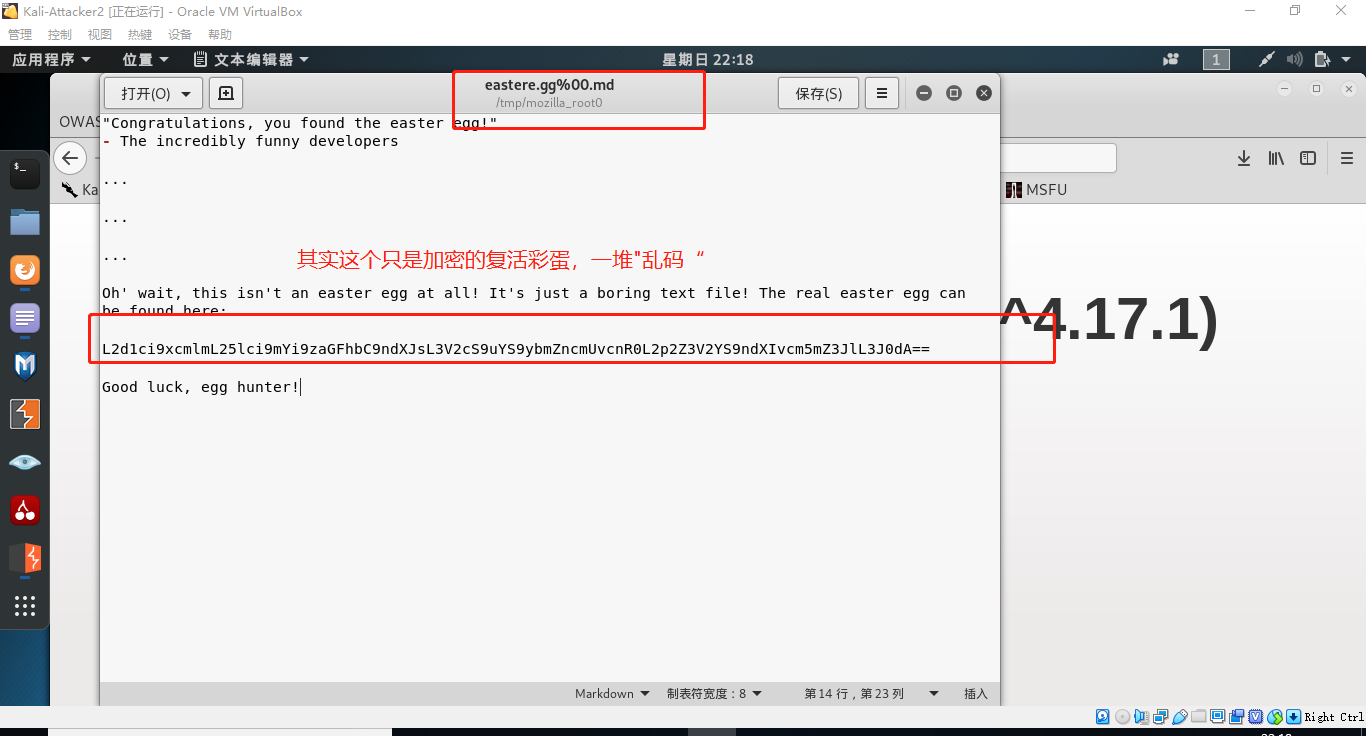 Kali-Attacker2 [正在运行] - Oracle VM VirtualBox
管理 控制 视图 热键 设备 帮助
应用程序 位置 文本编辑器 星期日 22:18 1
打开(O) eastere.gg%00.md 保存(S)
/tmp/mozilla_root0
OWAS
"Congratulations, you found the easter egg!"
- The incredibly funny developers
...
...
...
其实这个只是加密的复活彩蛋，一堆"乱码“
Oh' wait, this isn't an easter egg at all! It's just a boring text file! The real easter egg can
be found here:
L2d1ci9xcmlmL25lci9mYi9zaGFhbC9ndXJsL3V2cS9uYS9ybmZncmUvcnR0L2p2Z3V2YS9ndXIvcm5mZ3JlL3J0dA==
Good luck, egg hunter!
Ka
MSFU
^4.17.1)
Markdown 制表符宽度：8 第 14 行，第 23 列 插入
Right Ctrl